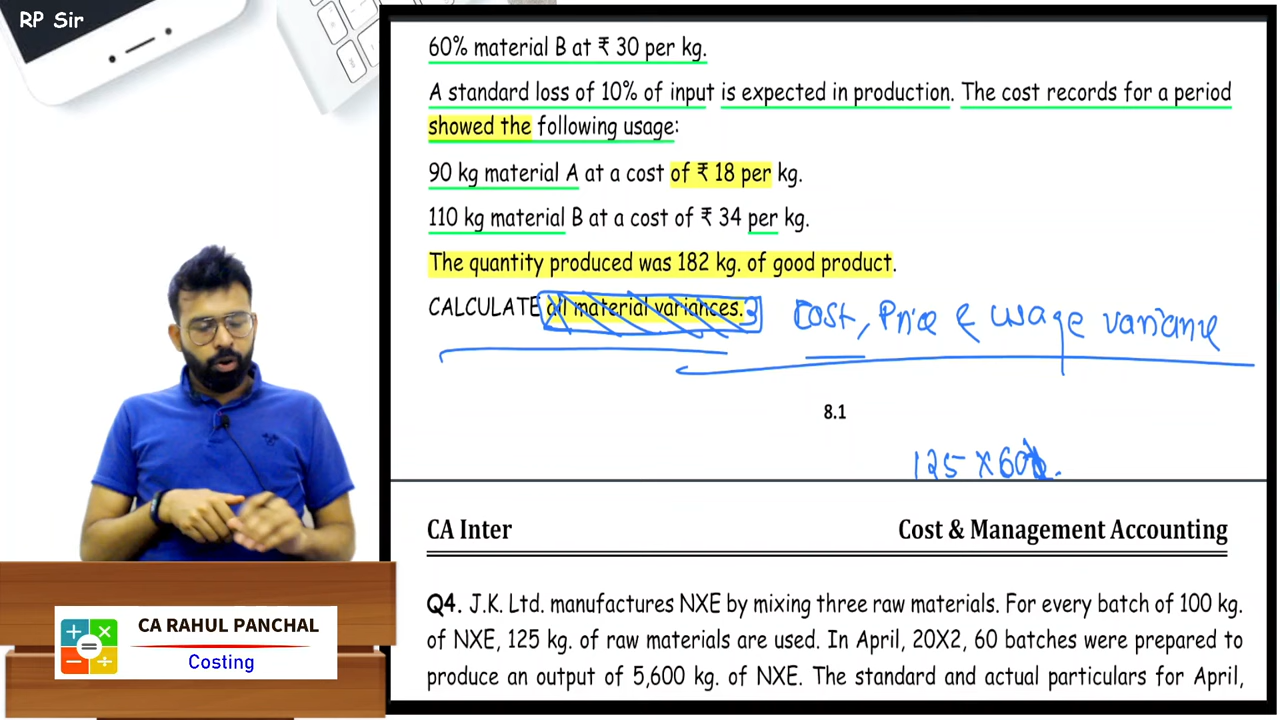 RP Sir
60% material B at ₹ 30 per kg.
A standard loss of 10% of input is expected in production. The cost records for a period
showed the following usage:
90 kg material A at a cost of ₹ 18 per kg.
110 kg material B at a cost of ₹ 34 per kg.
The quantity produced was 182 kg. of good product.
CALCULATE all material variances. Cost, Price & usage variance
8.1
125 × 60
CA Inter Cost & Management Accounting
Q4. J.K. Ltd. manufactures NXE by mixing three raw materials. For every batch of 100 kg.
of NXE, 125 kg. of raw materials are used. In April, 20X2, 60 batches were prepared to
produce an output of 5,600 kg. of NXE. The standard and actual particulars for April,
CA RAHUL PANCHAL
Costing